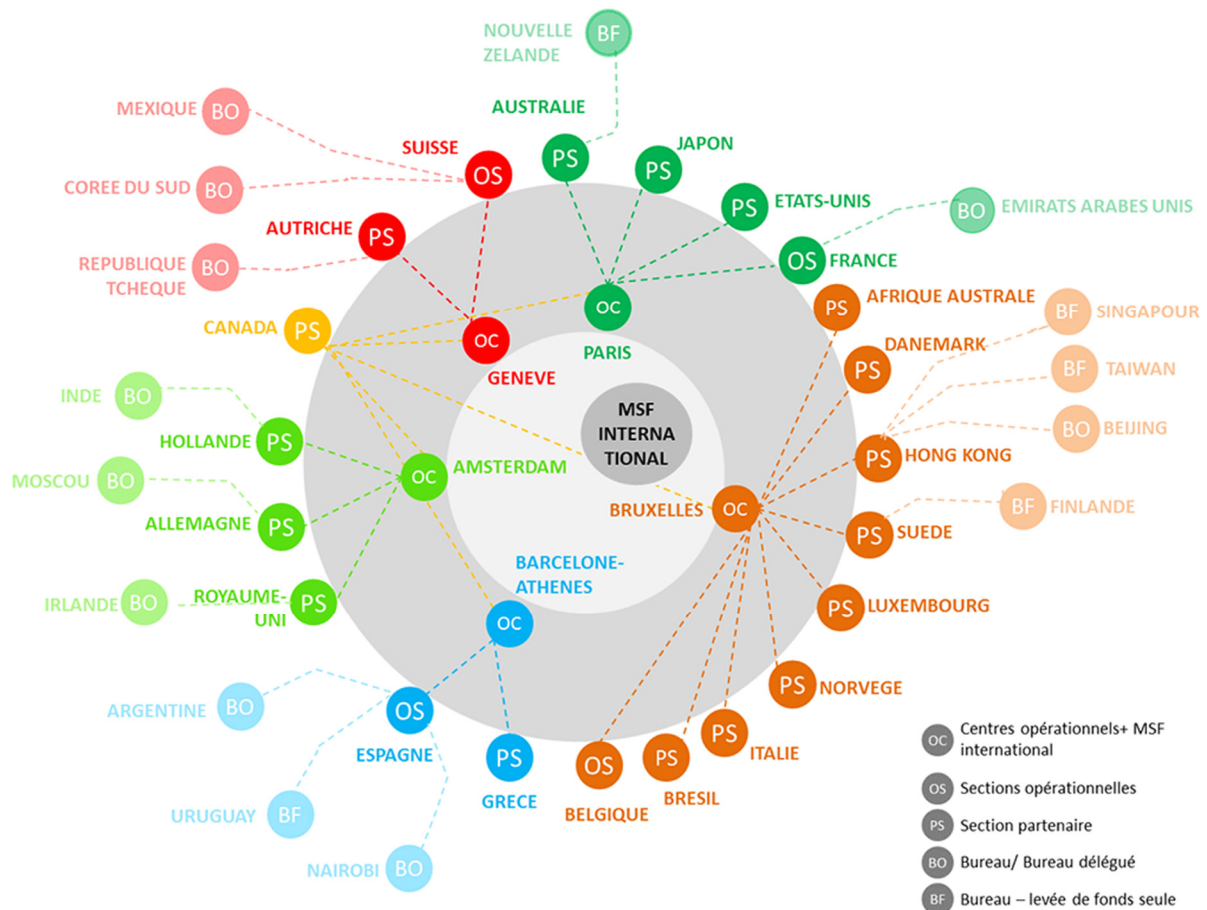 NOUVELLE
ZELANDE
BF
AUSTRALIE
PS
JAPON
PS
MEXIQUE
BO
SUISSE
OS
COREE DU SUD
BO
ETATS-UNIS
PS
EMIRATS ARABES UNIS
BO
AUTRICHE
PS
FRANCE
OS
REPUBLIQUE
TCHEQUE
BO
CANADA
PS
OC
GENEVE
OC
PARIS
AFRIQUE AUSTRALE
PS
SINGAPOUR
BF
DANEMARK
PS
TAIWAN
BF
INDE
BO
HOLLANDE
PS
MSF
INTERNA
TIONAL
BEIJING
BO
HONG KONG
PS
MOSCOU
BO
OC
AMSTERDAM
BRUXELLES
OC
FINLANDE
BF
ALLEMAGNE
PS
SUEDE
PS
IRLANDE
BO
ROYAUME-
UNI
PS
BARCELONE-
ATHENES
OC
LUXEMBOURG
PS
ARGENTINE
BO
OS
ESPAGNE
NORVEGE
PS
PS
GRECE
OS
BELGIQUE
PS
BRESIL
PS
ITALIE
URUGUAY
BF
NAIROBI
BO
OC
Centres opérationnels+ MSF
international
OS
Sections opérationnelles
PS
Section partenaire
BO
Bureau/ Bureau délégué
BF
Bureau – levée de fonds seule